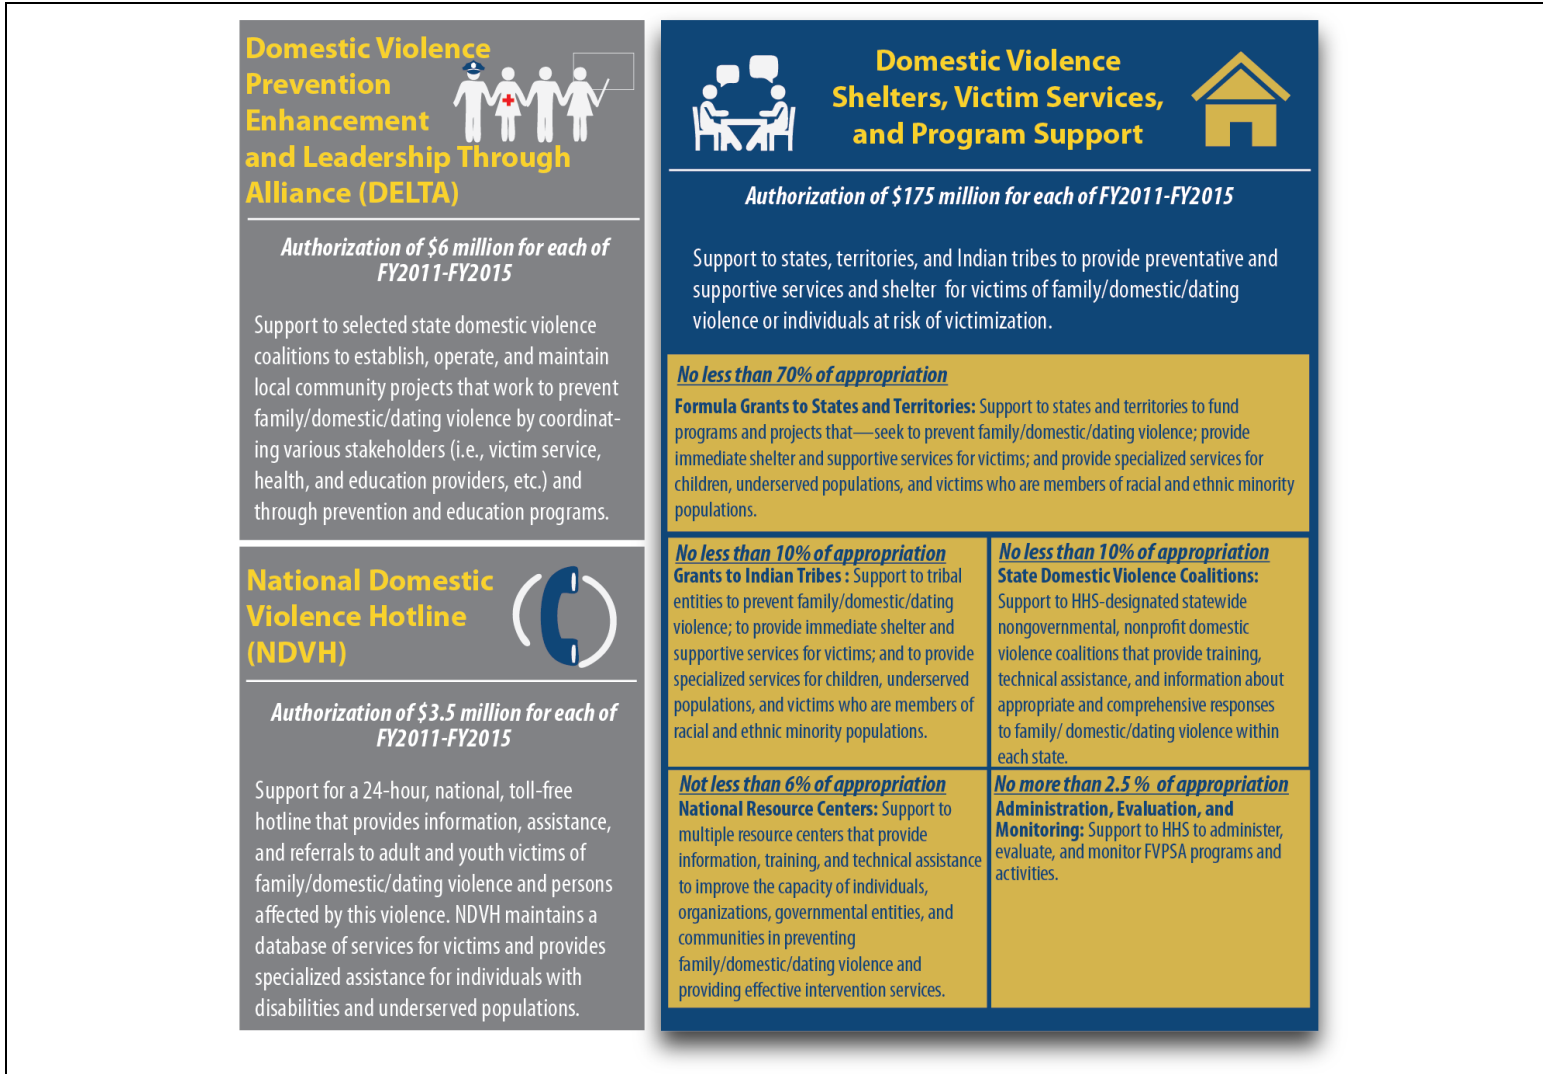 Domestic Violence
Prevention
Enhancement
and Leadership Through
Alliance (DELTA)
Authorization of $6 million for each of
FY2011-FY2015
Support to selected state domestic violence
coalitions to establish, operate, and maintain
local community projects that work to prevent
family/domestic/dating violence by coordinat-
ing various stakeholders (i.e., victim service,
health, and education providers, etc.) and
through prevention and education programs.
National Domestic
Violence Hotline
(NDVH)
Authorization of $3.5 million for each of
FY2011-FY2015
Support for a 24-hour, national, toll-free
hotline that provides information, assistance,
and referrals to adult and youth victims of
family/domestic/dating violence and persons
affected by this violence. NDVH maintains a
database of services for victims and provides
specialized assistance for individuals with
disabilities and underserved populations.
Domestic Violence
Shelters, Victim Services,
and Program Support
Authorization of $175 million for each of FY2011-FY2015
Support to states, territories, and Indian tribes to provide preventative and
supportive services and shelter for victims of family/domestic/dating
violence or individuals at risk of victimization.
No less than 70% of appropriation
Formula Grants to States and Territories: Support to states and territories to fund
programs and projects that—seek to prevent family/domestic/dating violence; provide
immediate shelter and supportive services for victims; and provide specialized services for
children, underserved populations, and victims who are members of racial and ethnic minority
populations.
No less than 10% of appropriation
Grants to Indian Tribes : Support to tribal
entities to prevent family/domestic/dating
violence; to provide immediate shelter and
supportive services for victims; and to provide
specialized services for children, underserved
populations, and victims who are members of
racial and ethnic minority populations.
No less than 10% of appropriation
State Domestic Violence Coalitions:
Support to HHS-designated statewide
nongovernmental, nonprofit domestic
violence coalitions that provide training,
technical assistance, and information about
appropriate and comprehensive responses
to family/ domestic/dating violence within
each state.
Not less than 6% of appropriation
National Resource Centers: Support to
multiple resource centers that provide
information, training, and technical assistance
to improve the capacity of individuals,
organizations, governmental entities, and
communities in preventing
family/domestic/dating violence and
providing effective intervention services.
No more than 2.5 % of appropriation
Administration, Evaluation, and
Monitoring: Support to HHS to administer,
evaluate, and monitor FVPSA programs and
activities.